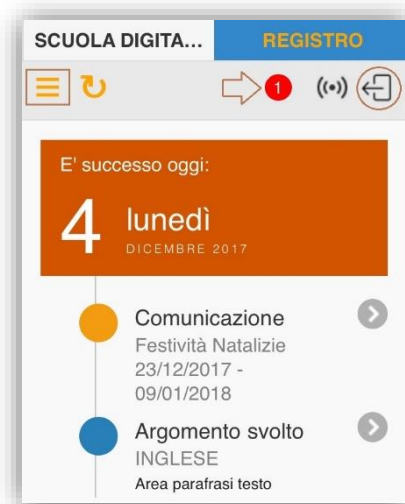 SCUOLA DIGITA... REGISTRO
1
E' successo oggi:
4 lunedì
DICEMBRE 2017
Comunicazione
Festività Natalizie
23/12/2017 -
09/01/2018
Argomento svolto
INGLESE
Area parafrasi testo